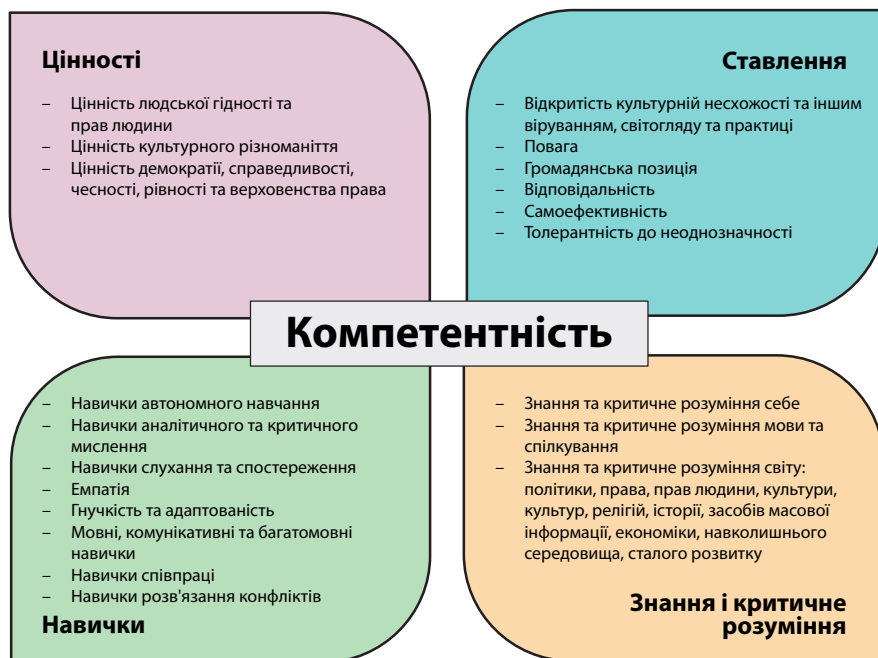 Цінності
– Цінність людської гідності та
прав людини
– Цінність культурного різноманіття
– Цінність демократії, справедливості,
чесності, рівності та верховенства права
Ставлення
– Відкритість культурній несхожості та іншим
віруванням, світогляду та практиці
– Повага
– Громадянська позиція
– Відповідальність
– Самоефективність
– Толерантність до неоднозначності
Компетентність
– Навички автономного навчання
– Навички аналітичного та критичного
мислення
– Навички слухання та спостереження
– Емпатія
– Гнучкість та адаптованість
– Мовні, комунікативні та багатомовні
навички
– Навички співпраці
– Навички розв'язання конфліктів
Навички
– Знання та критичне розуміння себе
– Знання та критичне розуміння мови та
спілкування
– Знання та критичне розуміння світу:
політики, права, прав людини, культури,
культур, релігій, історії, засобів масової
інформації, економіки, навколишнього
середовища, сталого розвитку
Знання і критичне
розуміння